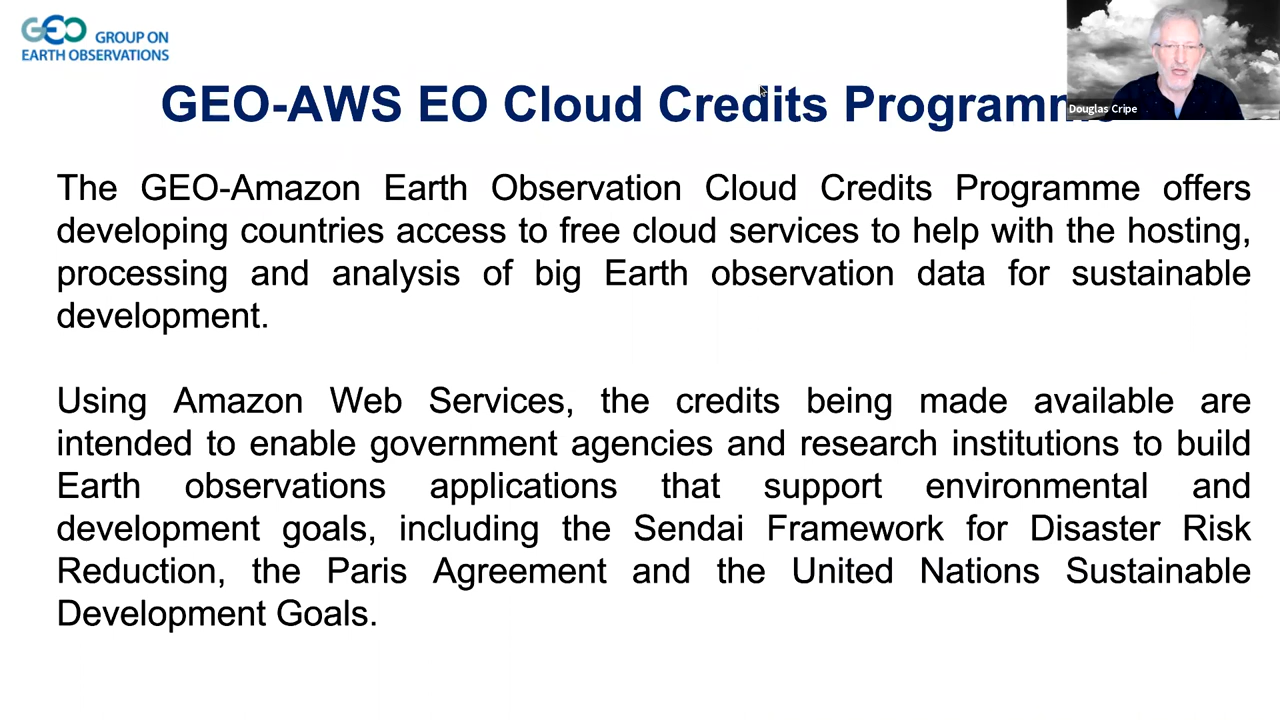 GEO GROUP ON
EARTH OBSERVATIONS
GEO-AWS EO Cloud Credits Programme
Douglas Cripe
The GEO-Amazon Earth Observation Cloud Credits Programme offers
developing countries access to free cloud services to help with the hosting,
processing and analysis of big Earth observation data for sustainable
development.
Using Amazon Web Services, the credits being made available are
intended to enable government agencies and research institutions to build
Earth observations applications that support environmental and
development goals, including the Sendai Framework for Disaster Risk
Reduction, the Paris Agreement and the United Nations Sustainable
Development Goals.